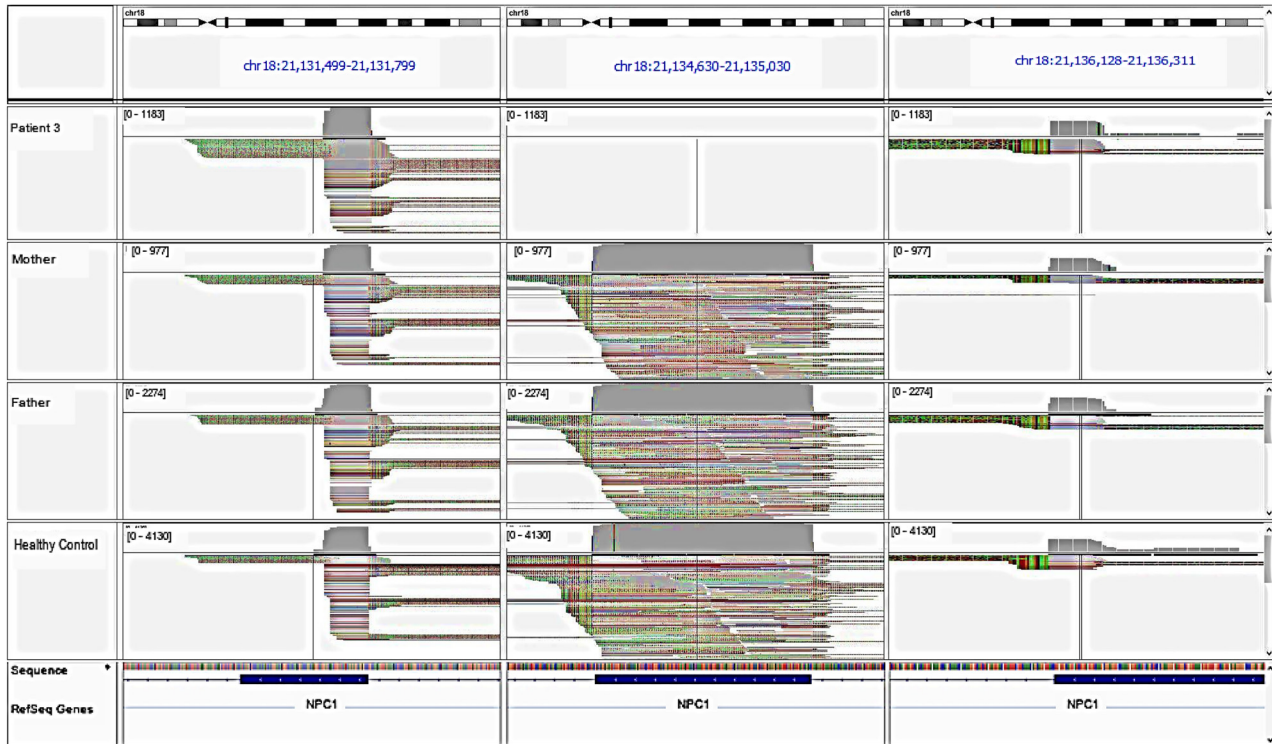 chr18
chr18
chr18
chr18:21,131,499-21,131,799
chr18:21,134,630-21,135,030
chr18:21,136,128-21,136,311
Patient 3
[0 - 1183]
[0 - 1183]
[0 - 1183]
Mother
[0 - 977]
[0 - 977]
[0 - 977]
Father
[0 - 2274]
[0 - 2274]
[0 - 2274]
Healthy Control
[0 - 4130]
[0 - 4130]
[0 - 4130]
Sequence
RefSeq Genes
NPC1
NPC1
NPC1